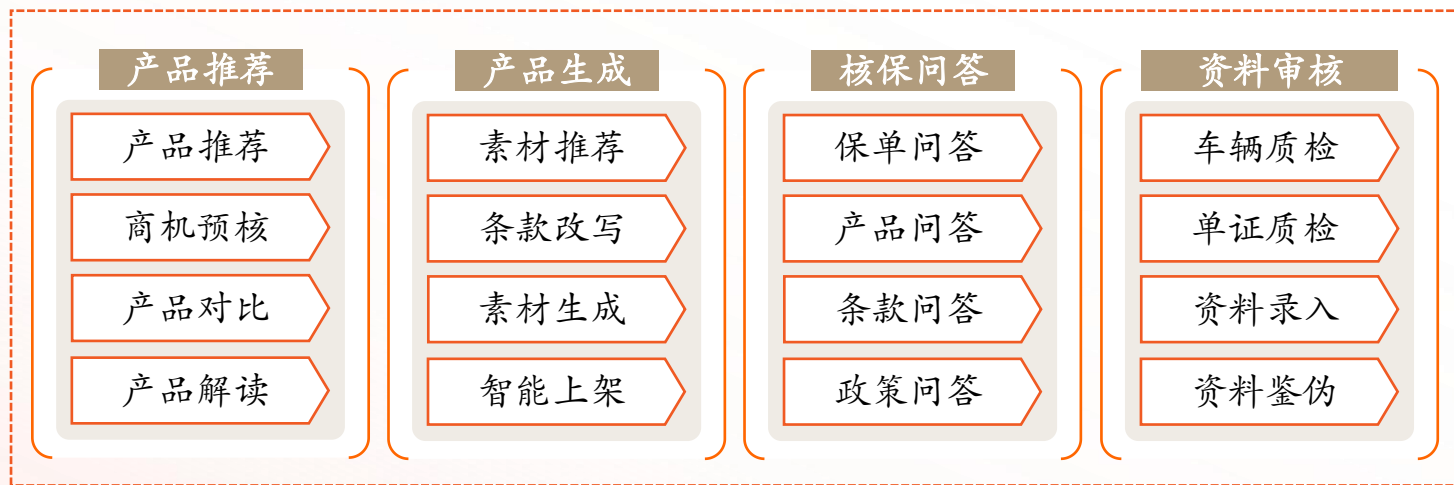 产品推荐
产品推荐
商机预核
产品对比
产品解读
产品生成
素材推荐
条款改写
素材生成
智能上架
核保问答
保单问答
产品问答
条款问答
政策问答
资料审核
车辆质检
单证质检
资料录入
资料鉴伪